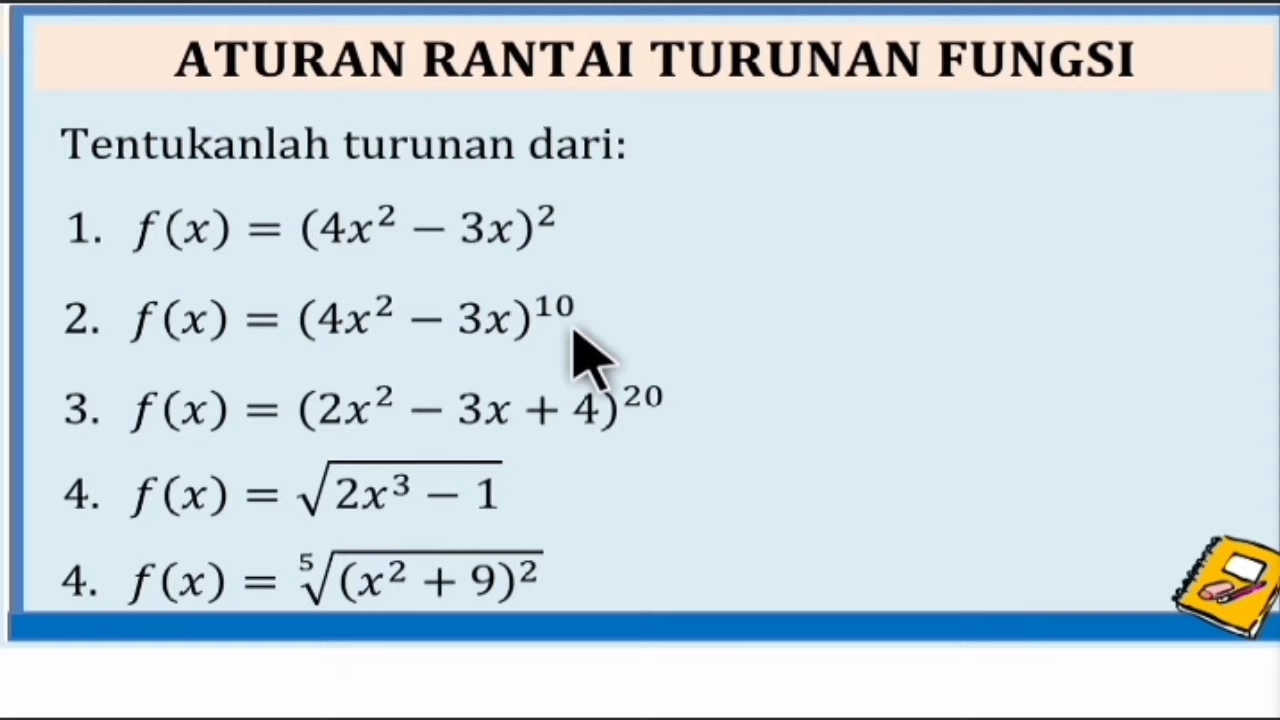 ATURAN RANTAI TURUNAN FUNGSI
Tentukanlah turunan dari:
1. f(x) = (4x² − 3x)²
2. f(x) = (4x² − 3x)¹⁰
3. f(x) = (2x² − 3x + 4)²⁰
4. f(x) = √(2x³ − 1)
4. f(x) = ⁵√((x² + 9)²)